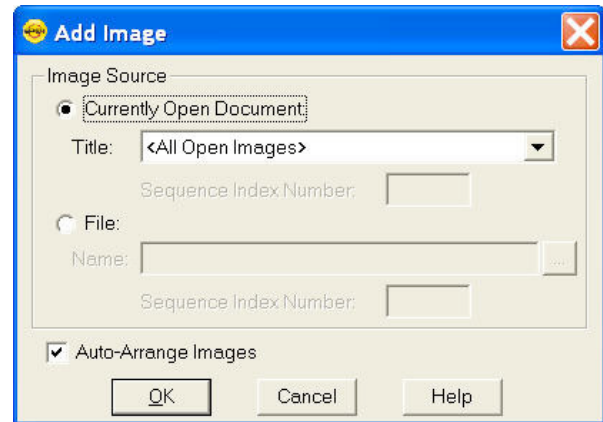 Add Image
Image Source
Currently Open Document:
Title: <All Open Images>
Sequence Index Number:
File:
Name: ...
Sequence Index Number:
Auto-Arrange Images
OK Cancel Help